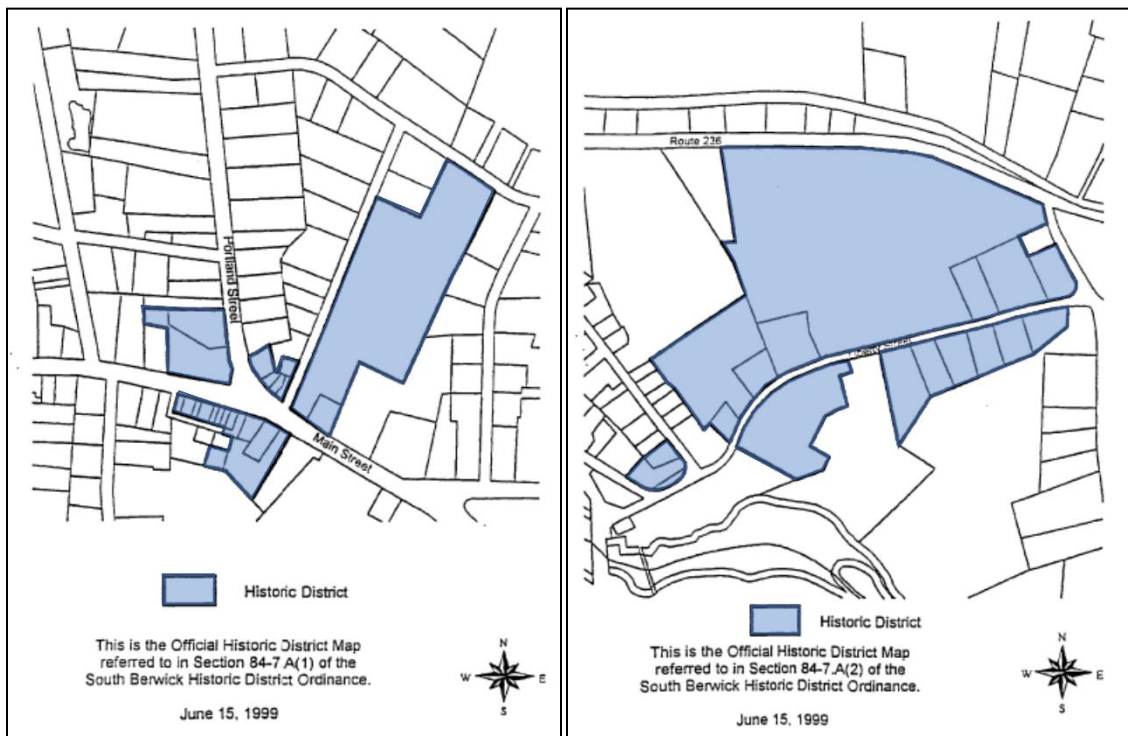 Portland Street
Main Street
Historic District
This is the Official Historic District Map
referred to in Section 84-7.A(1) of the
South Berwick Historic District Ordinance.
June 15, 1999
N
W
E
S
Route 236
Liberty Street
Historic District
This is the Official Historic District Map
referred to in Section 84-7.A(2) of the
South Berwick Historic District Ordinance.
June 15, 1999
N
W
E
S